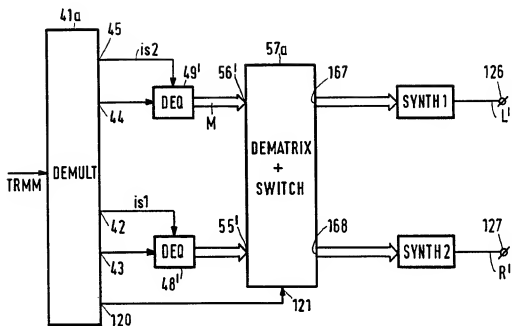 41a
45
is2
49'
56'
57a
167
126
DEQ
SYNTH 1
44
M
L'
DEMULT
DEMATRIX
+
SWITCH
TRMM
is1
42
55'
168
127
DEQ
SYNTH 2
43
48'
R'
120
121